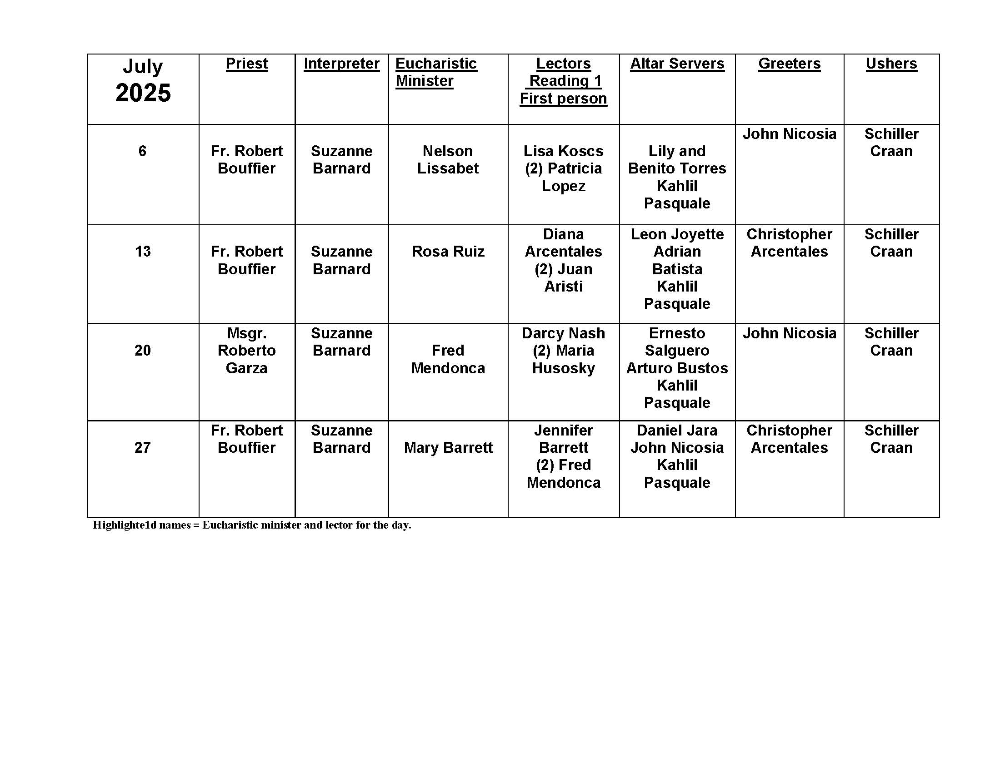 July
2025
Priest
Interpreter
Eucharistic
Minister
Lectors
Reading 1
First person
Altar Servers
Greeters
Ushers
6
Fr. Robert
Bouffier
Suzanne
Barnard
Nelson
Lissabet
Lisa Koscs
(2) Patricia
Lopez
Lily and
Benito Torres
Kahlil
Pasquale
John Nicosia
Schiller
Craan
13
Fr. Robert
Bouffier
Suzanne
Barnard
Rosa Ruiz
Diana
Arcentales
(2) Juan
Aristi
Leon Joyette
Adrian
Batista
Kahlil
Pasquale
Christopher
Arcentales
Schiller
Craan
20
Msgr.
Roberto
Garza
Suzanne
Barnard
Fred
Mendonca
Darcy Nash
(2) Maria
Husosky
Ernesto
Salguero
Arturo Bustos
Kahlil
Pasquale
John Nicosia
Schiller
Craan
27
Fr. Robert
Bouffier
Suzanne
Barnard
Mary Barrett
Jennifer
Barrett
(2) Fred
Mendonca
Daniel Jara
John Nicosia
Kahlil
Pasquale
Christopher
Arcentales
Schiller
Craan
Highlighte1d names = Eucharistic minister and lector for the day.